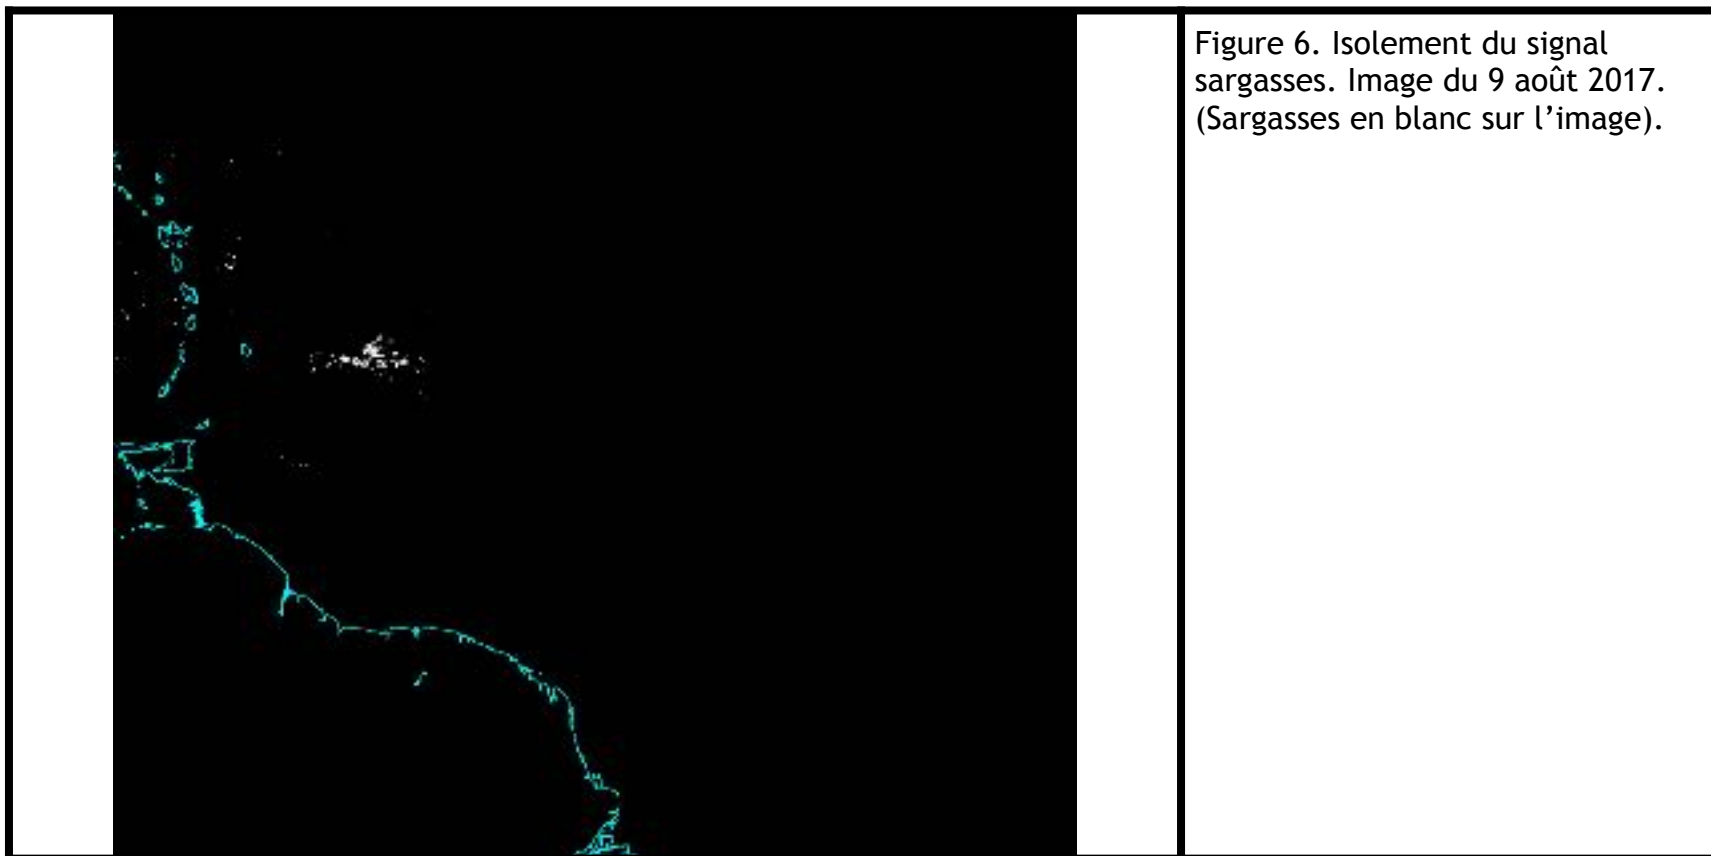 Figure 6. Isolement du signal
sargasses. Image du 9 août 2017.
(Sargasses en blanc sur l’image).